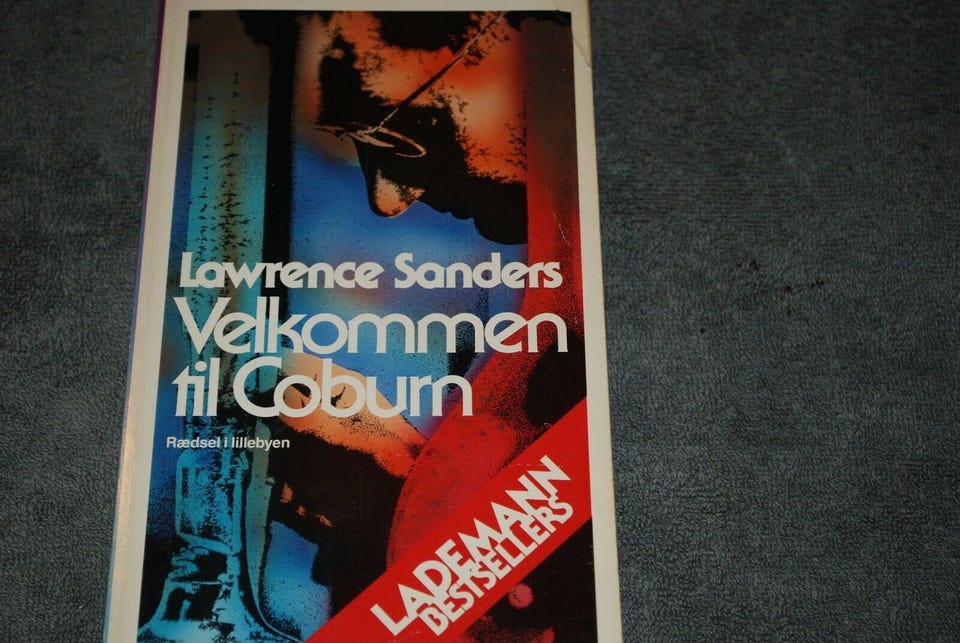 Lawrence Sanders
Velkommen
til Coburn
Rædsel i lillebyen
LADEMANN
BESTSELLERS